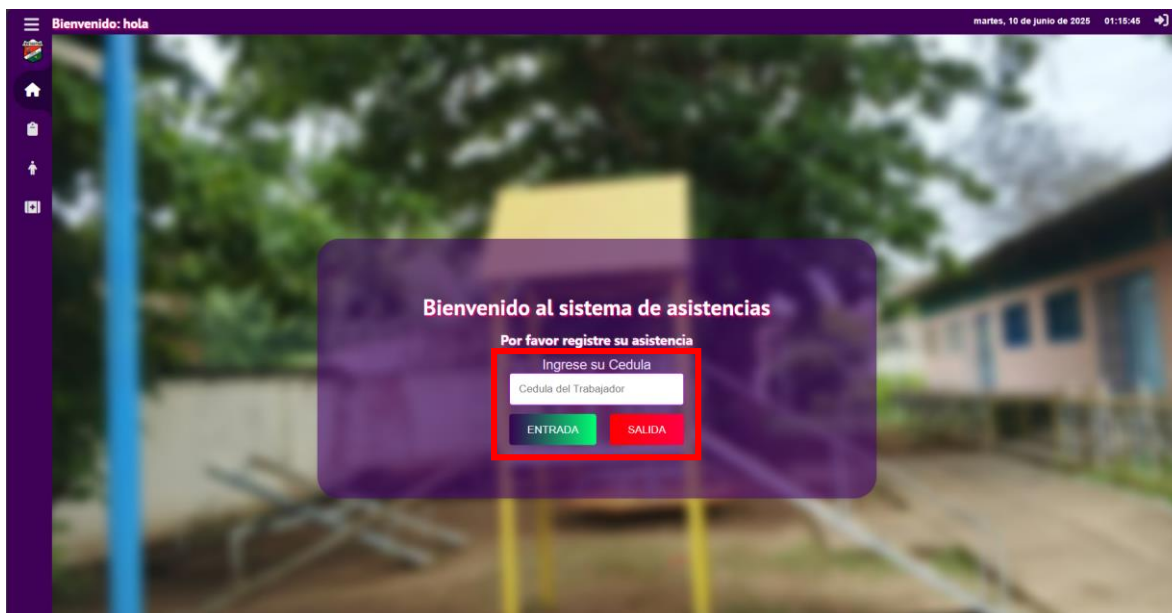 Bienvenido: hola
martes, 10 de junio de 2025 01:15:45
Bienvenido al sistema de asistencias
Por favor registre su asistencia
Ingrese su Cedula
Cedula del Trabajador
ENTRADA SALIDA